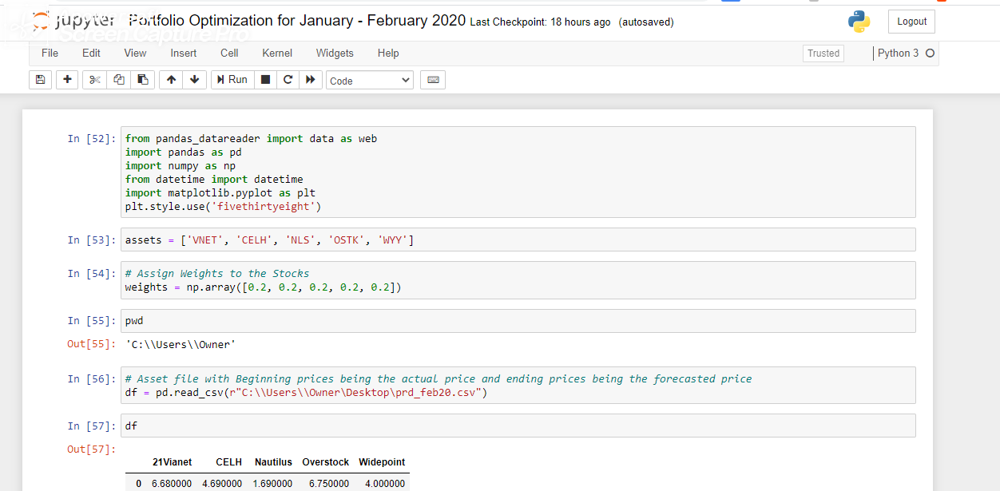 jupyter Portfolio Optimization for January - February 2020 Last Checkpoint: 18 hours ago (autosaved)
Logout
Screen Capture Pro
File Edit View Insert Cell Kernel Widgets Help
Trusted
Python 3
Run
Code
In [52]: from pandas_datareader import data as web
import pandas as pd
import numpy as np
from datetime import datetime
import matplotlib.pyplot as plt
plt.style.use('fivethirtyeight')
In [53]: assets = ['VNET', 'CELH', 'NLS', 'OSTK', 'WYY']
In [54]: # Assign Weights to the Stocks
weights = np.array([0.2, 0.2, 0.2, 0.2, 0.2])
In [55]: pwd
Out[55]: 'C:\\Users\\Owner'
In [56]: # Asset file with Beginning prices being the actual price and ending prices being the forecasted price
df = pd.read_csv(r"C:\\Users\\Owner\Desktop\prd_feb20.csv")
In [57]: df
Out[57]:
21Vianet CELH Nautilus Overstock Widepoint
0 6.680000 4.690000 1.690000 6.750000 4.000000